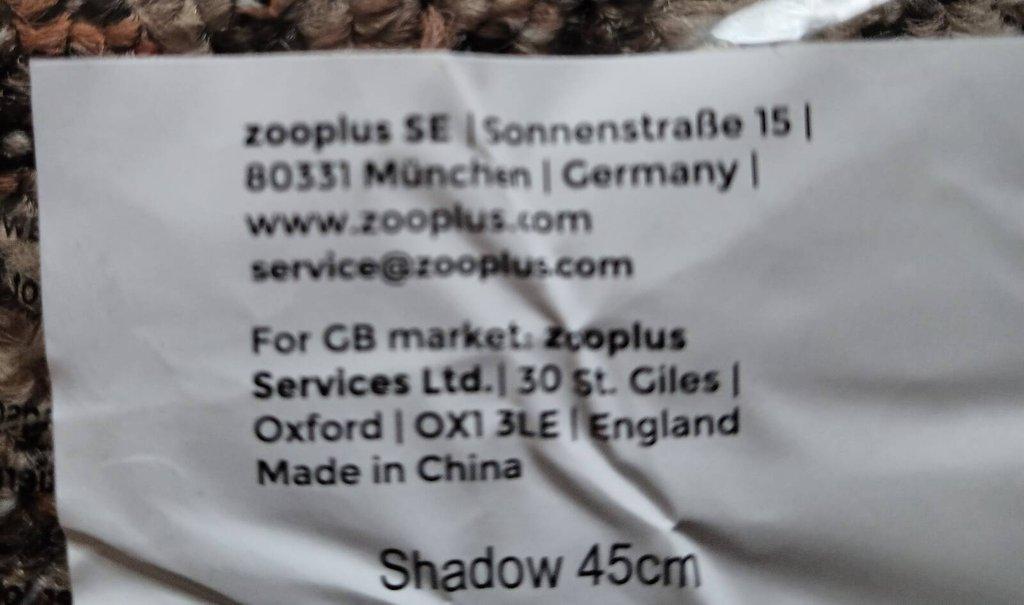 zooplus SE | Sonnenstraße 15 |
80331 München | Germany |
www.zooplus.com
service@zooplus.com
For GB market: zooplus
Services Ltd. | 30 St. Giles |
Oxford | OX1 3LE | England
Made in China
Shadow 45cm